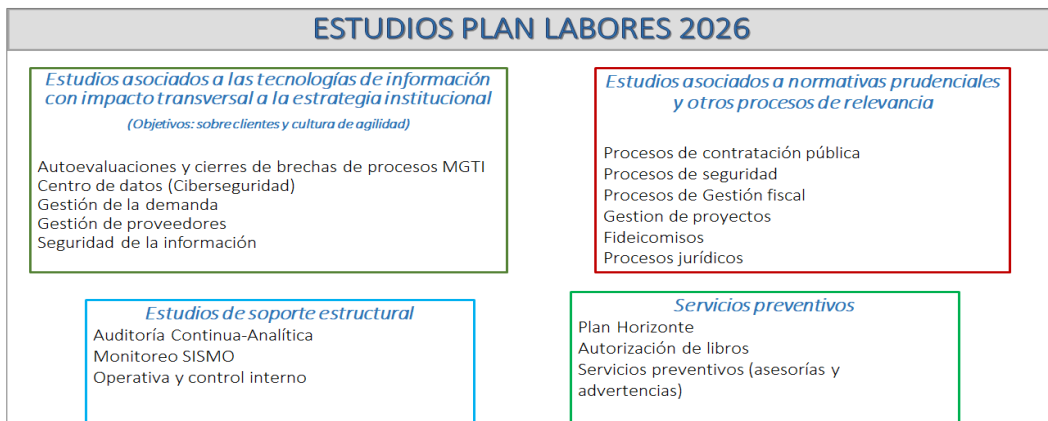 ESTUDIOS PLAN LABORES 2026
Estudios asociados a las tecnologías de información
con impacto transversal a la estrategia institucional
(Objetivos: sobre clientes y cultura de agilidad)
Autoevaluaciones y cierres de brechas de procesos MGTI
Centro de datos (Ciberseguridad)
Gestión de la demanda
Gestión de proveedores
Seguridad de la información
Estudios asociados a normativas prudenciales
y otros procesos de relevancia
Procesos de contratación pública
Procesos de seguridad
Procesos de Gestión fiscal
Gestion de proyectos
Fideicomisos
Procesos jurídicos
Estudios de soporte estructural
Auditoría Continua-Analítica
Monitoreo SISMO
Operativa y control interno
Servicios preventivos
Plan Horizonte
Autorización de libros
Servicios preventivos (asesorías y
advertencias)